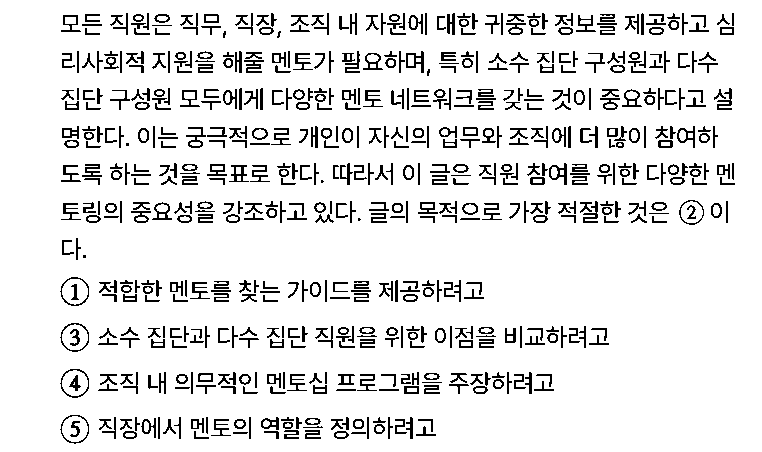 모든 직원은 직무, 직장, 조직 내 자원에 대한 귀중한 정보를 제공하고 심
리사회적 지원을 해줄 멘토가 필요하며, 특히 소수 집단 구성원과 다수
집단 구성원 모두에게 다양한 멘토 네트워크를 갖는 것이 중요하다고 설
명한다. 이는 궁극적으로 개인이 자신의 업무와 조직에 더 많이 참여하
도록 하는 것을 목표로 한다. 따라서 이 글은 직원 참여를 위한 다양한 멘
토링의 중요성을 강조하고 있다. 글의 목적으로 가장 적절한 것은 ②이
다.
① 적합한 멘토를 찾는 가이드를 제공하려고
③ 소수 집단과 다수 집단 직원을 위한 이점을 비교하려고
④ 조직 내 의무적인 멘토십 프로그램을 주장하려고
⑤ 직장에서 멘토의 역할을 정의하려고